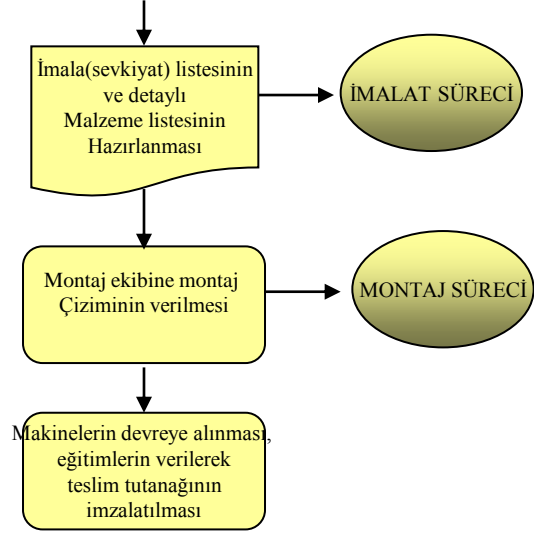 İmala(sevkiyat) listesinin
ve detaylı
Malzeme listesinin
Hazırlanması
İMALAT SÜRECİ
Montaj ekibine montaj
Çiziminin verilmesi
MONTAJ SÜRECİ
Makinelerin devreye alınması,
eğitimlerin verilerek
teslim tutanağının
imzalatılması